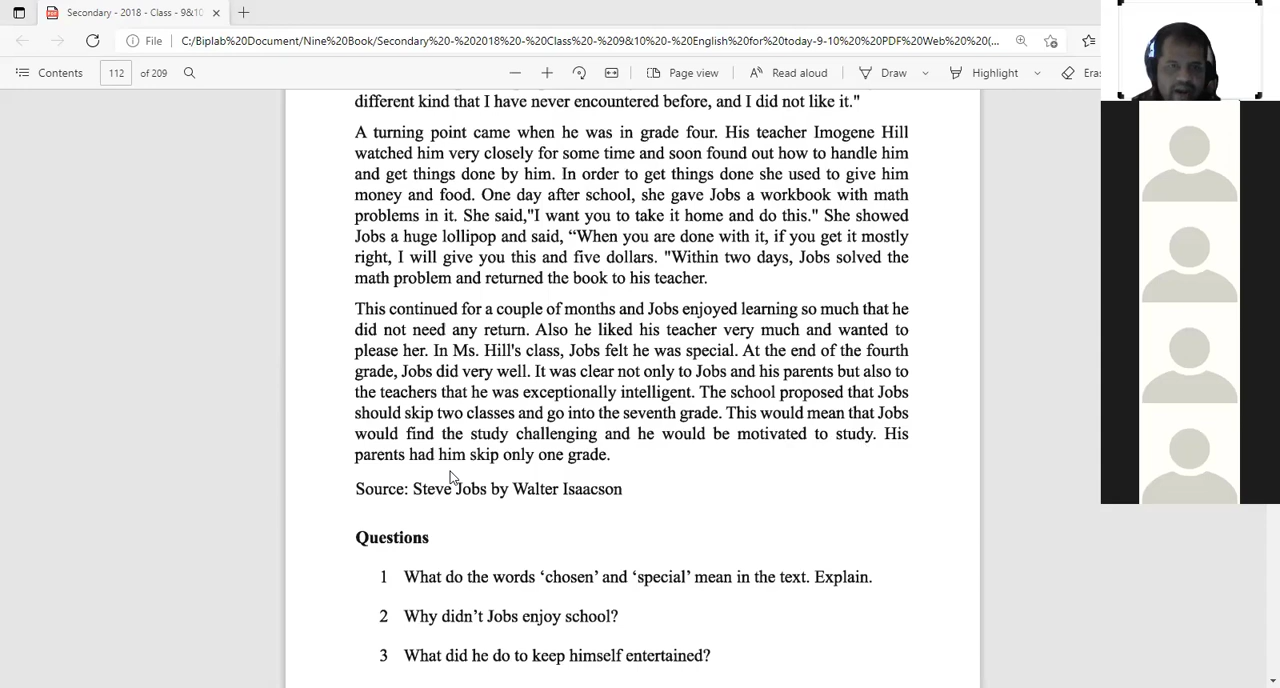 Secondary - 2018 - Class - 9&10
File
C:/Biplab%20Document/Nine%20Book/Secondary%20-%202018%20-%20Class%20-%209&10%20-%20English%20for%20today-9-10%20%20PDF%20Web%20%20(...
Contents
112
of 209
Page view
Read aloud
Draw
Highlight
Eras
different kind that I have never encountered before, and I did not like it."
A turning point came when he was in grade four. His teacher Imogene Hill
watched him very closely for some time and soon found out how to handle him
and get things done by him. In order to get things done she used to give him
money and food. One day after school, she gave Jobs a workbook with math
problems in it. She said,"I want you to take it home and do this." She showed
Jobs a huge lollipop and said, “When you are done with it, if you get it mostly
right, I will give you this and five dollars. "Within two days, Jobs solved the
math problem and returned the book to his teacher.
This continued for a couple of months and Jobs enjoyed learning so much that he
did not need any return. Also he liked his teacher very much and wanted to
please her. In Ms. Hill's class, Jobs felt he was special. At the end of the fourth
grade, Jobs did very well. It was clear not only to Jobs and his parents but also to
the teachers that he was exceptionally intelligent. The school proposed that Jobs
should skip two classes and go into the seventh grade. This would mean that Jobs
would find the study challenging and he would be motivated to study. His
parents had him skip only one grade.
Source: Steve Jobs by Walter Isaacson
Questions
1 What do the words ‘chosen’ and ‘special’ mean in the text. Explain.
2 Why didn’t Jobs enjoy school?
3 What did he do to keep himself entertained?